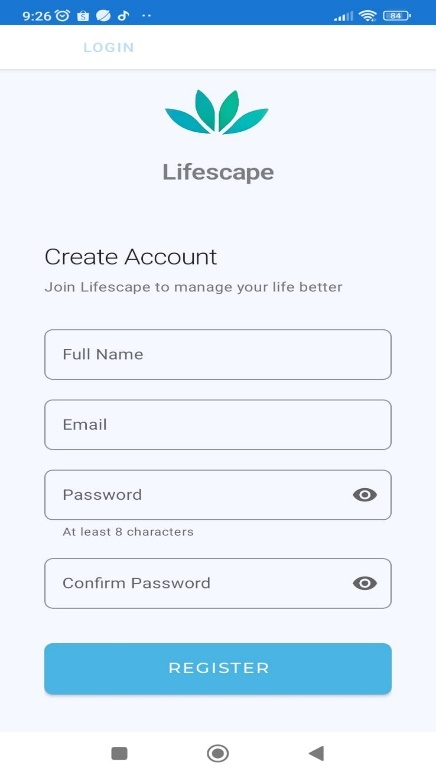 9:26
84
LOGIN
Lifescape
Create Account
Join Lifescape to manage your life better
Full Name
Email
Password
At least 8 characters
Confirm Password
REGISTER